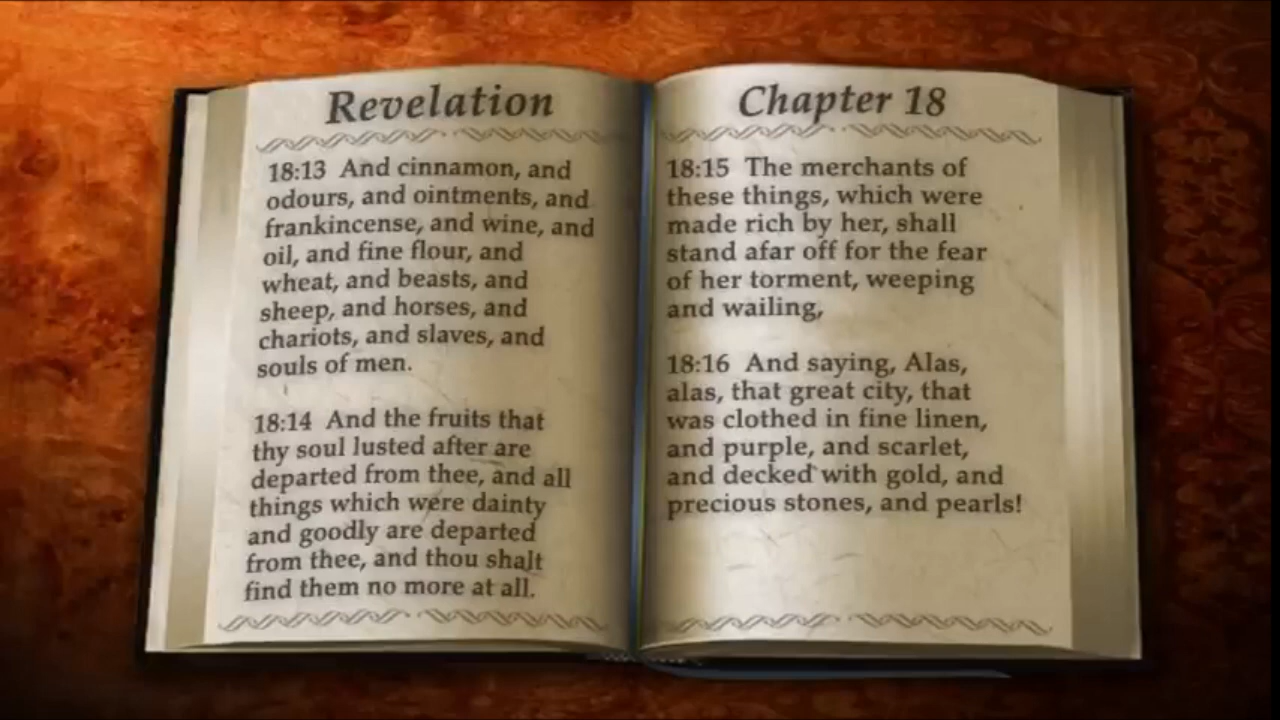 Revelation
18:13 And cinnamon, and
odours, and ointments, and
frankincense, and wine, and
oil, and fine flour, and
wheat, and beasts, and
sheep, and horses, and
chariots, and slaves, and
souls of men.
18:14 And the fruits that
thy soul lusted after are
departed from thee, and all
things which were dainty
and goodly are departed
from thee, and thou shalt
find them no more at all.
Chapter 18
18:15 The merchants of
these things, which were
made rich by her, shall
stand afar off for the fear
of her torment, weeping
and wailing,
18:16 And saying, Alas,
alas, that great city, that
was clothed in fine linen,
and purple, and scarlet,
and decked with gold, and
precious stones, and pearls!